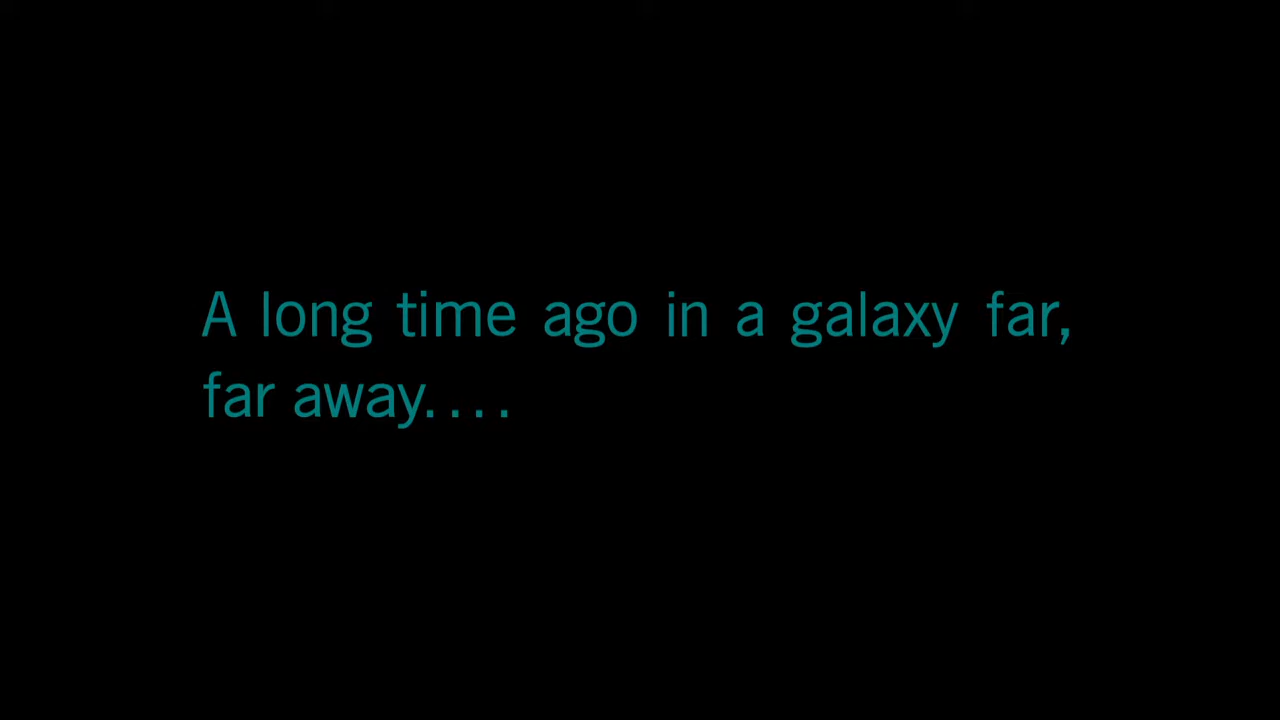 A long time ago in a galaxy far,
far away. . . .